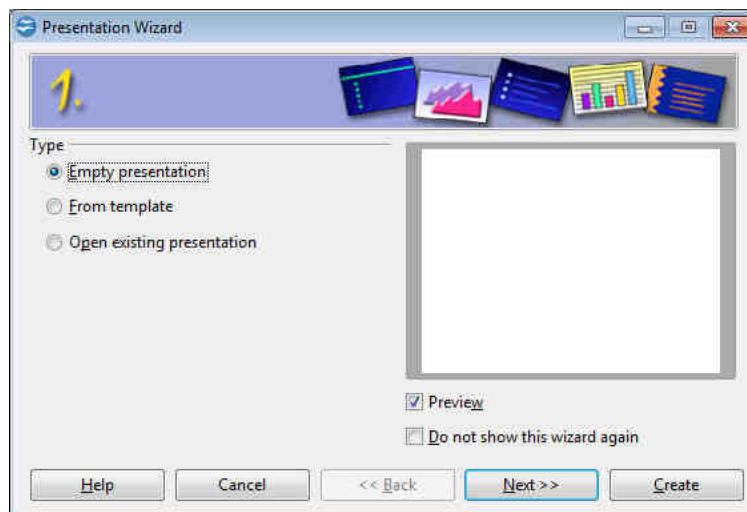 Presentation Wizard
1.
Type
Empty presentation
From template
Open existing presentation
Preview
Do not show this wizard again
Help Cancel << Back Next >> Create